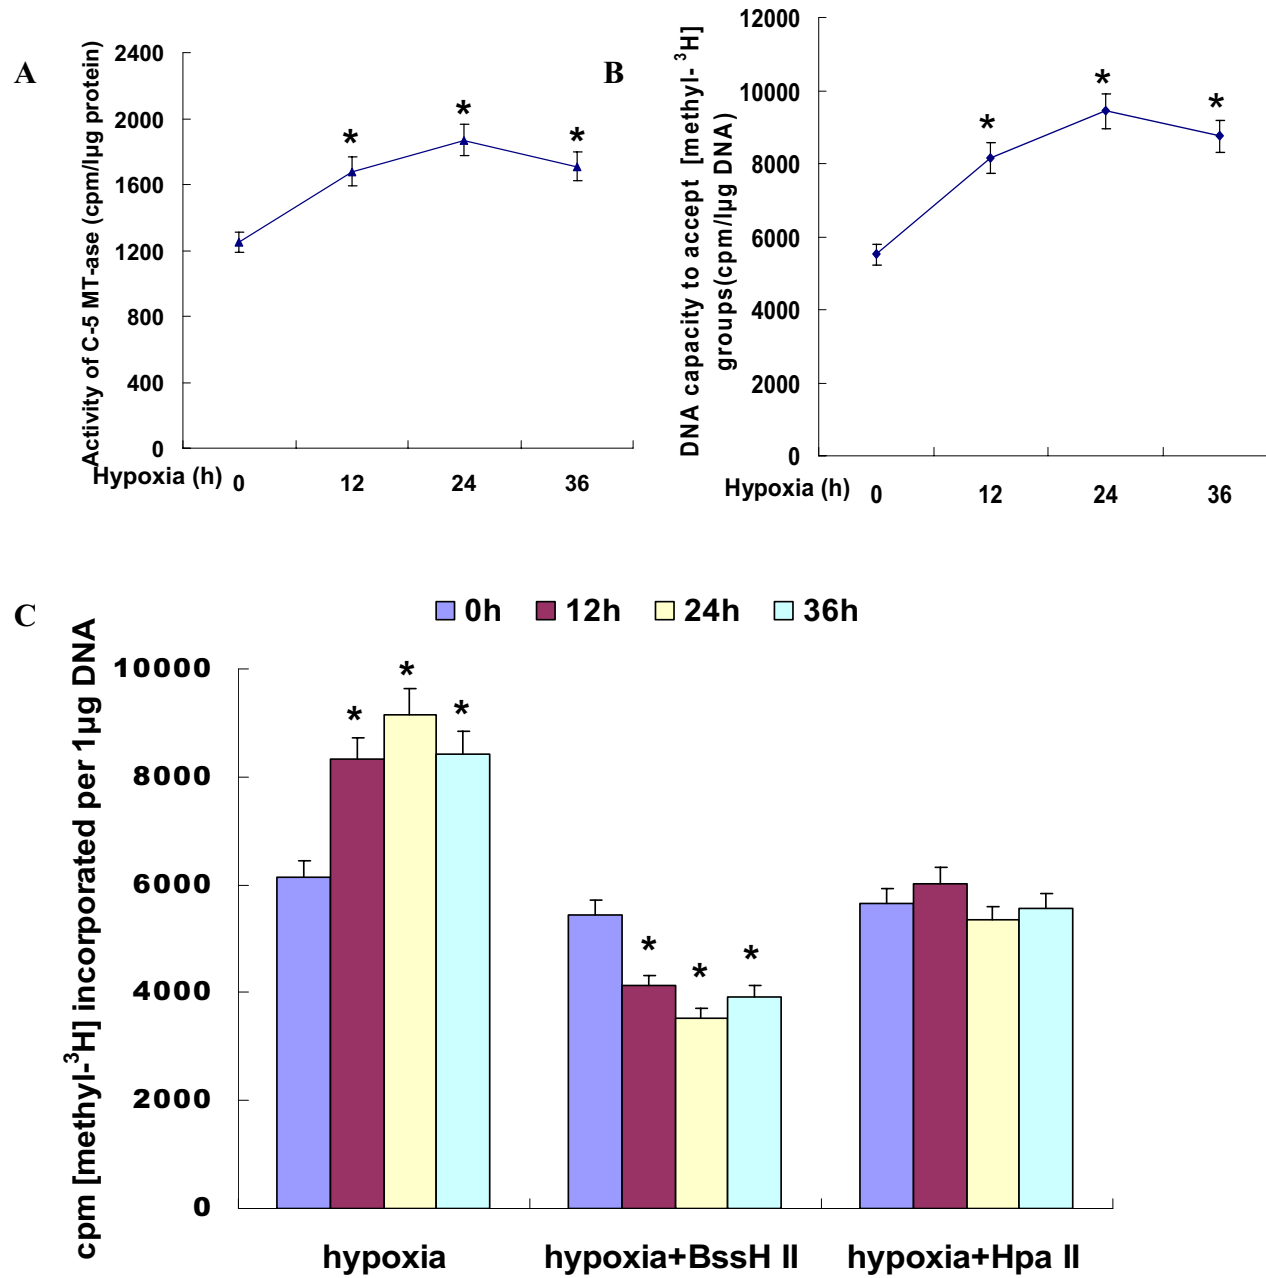 A
Activity of C-5 MT-ase (cpm/lμg protein)
2400
*
*
*
2000
1600
1200
800
400
0
Hypoxia (h) 0 12 24 36
B
DNA capacity to accept [methyl-³H]
groups(cpm/lμg DNA)
12000
*
*
*
10000
8000
6000
4000
2000
0
Hypoxia (h) 0 12 24 36
C
0h 12h 24h 36h
cpm [methyl-³H] incorporated per 1μg DNA
10000
8000
6000
4000
2000
0
* * *
* * *
hypoxia hypoxia+BssH II hypoxia+Hpa II